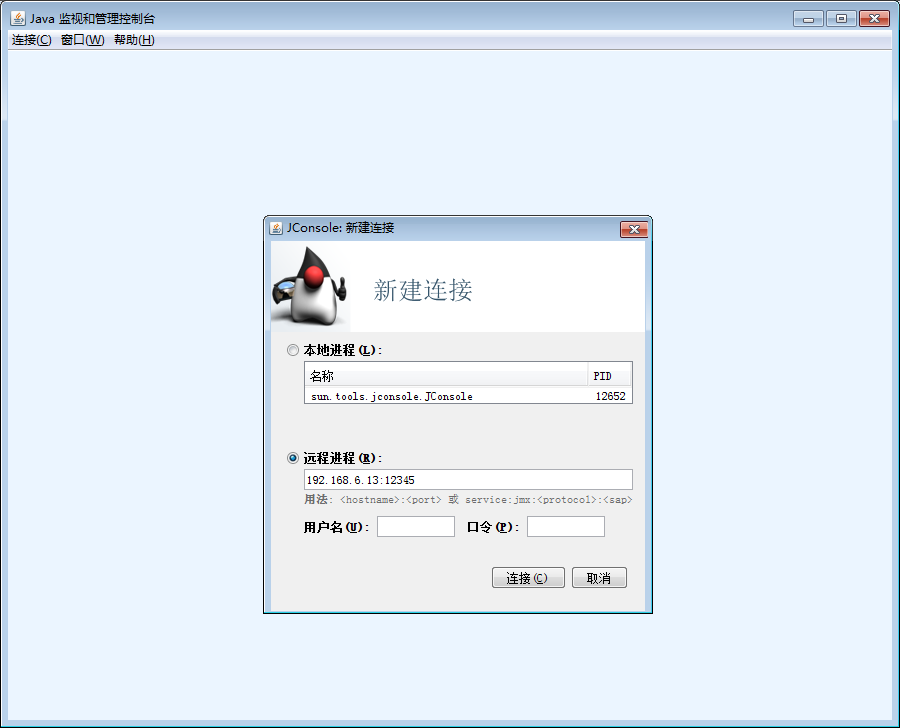 Java 监视和管理控制台
连接(C) 窗口(W) 帮助(H)
JConsole: 新建连接
新建连接
本地进程(L):
名称 PID
sun.tools.jconsole.JConsole 12652
远程进程(R):
192.168.6.13:12345
用法: <hostname>:<port> 或 service:jmx:<protocol>:<sap>
用户名(U): 口令(P):
连接(C) 取消